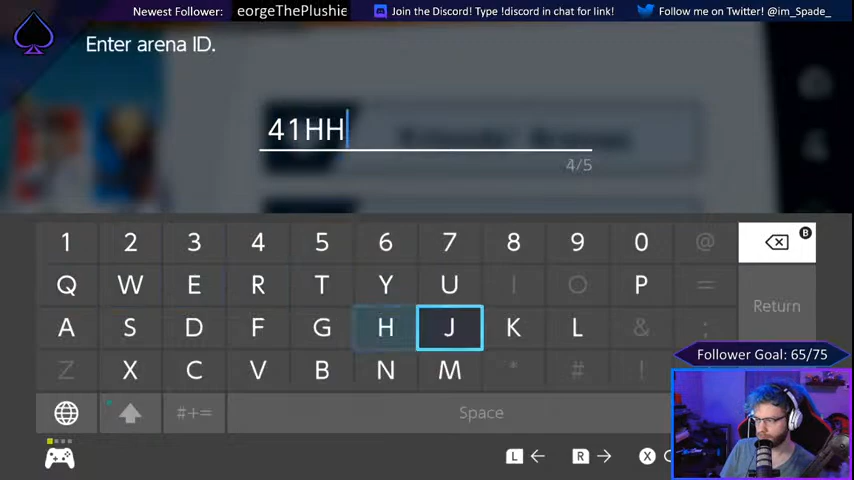 Newest Follower: eorgeThePlushie Join the Discord! Type !discord in chat for link! Follow me on Twitter! @im_Spade_
Enter arena ID.
41HH
4/5
1 2 3 4 5 6 7 8 9 0 @ B
Q W E R T Y U I O P = Return
A S D F G H J K L & ;
Follower Goal: 65/75
Z X C V B N M * # !
#+= Space
L ← R → X